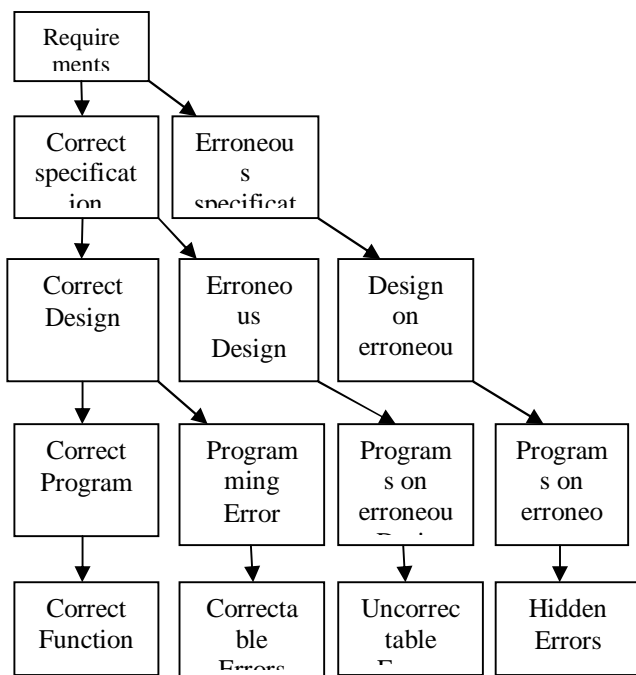 Require
ments
Correct
specificat
ion
Erroneou
s
specificat
Correct
Design
Erroneo
us
Design
Design
on
erroneou
Correct
Program
Program
ming
Error
Program
s on
erroneou
Program
s on
erroneo
Correct
Function
Correcta
ble
Errors
Uncorrec
table
Hidden
Errors